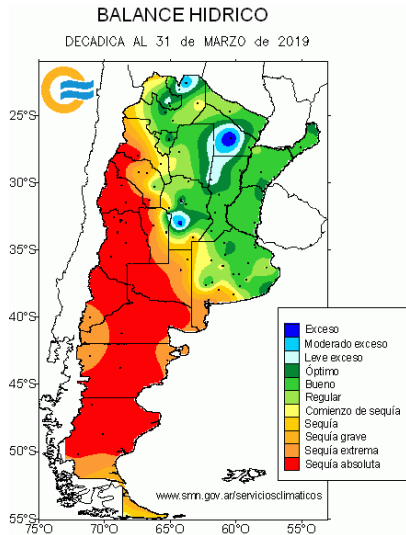 BALANCE HIDRICO
DECADICA AL 31 de MARZO de 2019
25°S
30°S
35°S
40°S
45°S
50°S
55°S
75°O 70°O 65°O 60°O 55°O
Exceso
Moderado exceso
Leve exceso
Óptimo
Bueno
Regular
Comienzo de sequía
Sequía
Sequía grave
Sequía extrema
Sequía absoluta
www.smn.gov.ar/serviciosclimaticos